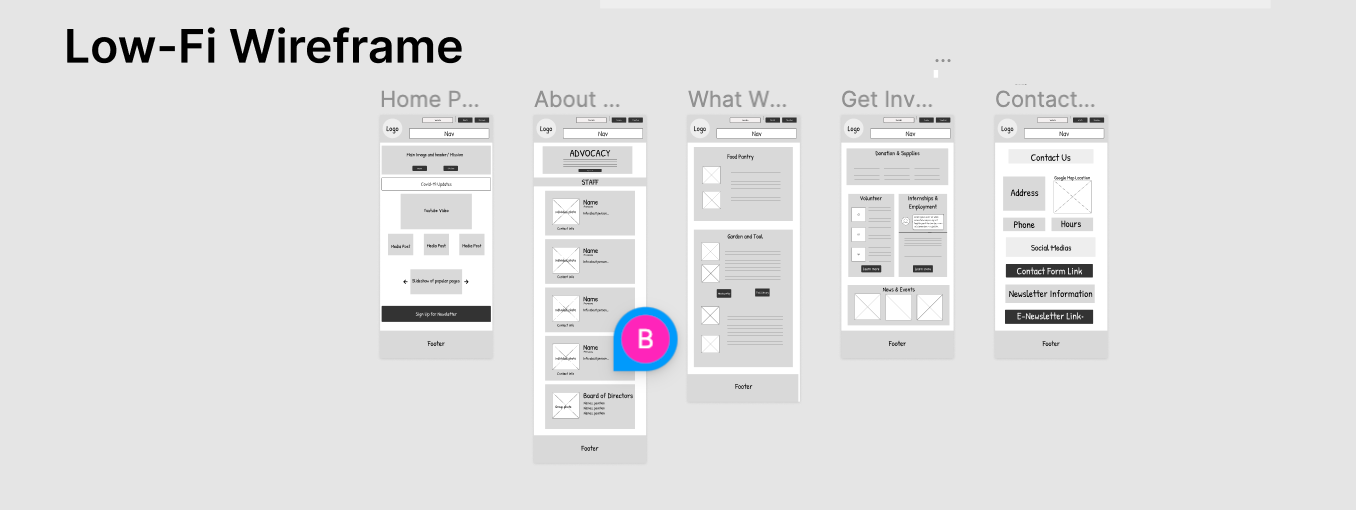 Low-Fi Wireframe
...
Home P...
About ...
What W...
Get Inv...
Contact...
Logo
Nav
Main Image and header/ Mission
Covid-19 Updates
Youtube Video
Media Post
Media Post
Media Post
Slideshow of popular pages
Sign Up for Newsletter
Footer
Logo
Nav
ADVOCACY
STAFF
Name
Contact Info
Name
Contact Info
Name
Contact Info
Name
Contact Info
Board of Directors
Group photo
Footer
B
Logo
Nav
Food Pantry
Garden and Tool
Footer
Logo
Nav
Donation & Supplies
Volunteer
Internships &
Employment
Learn more
Learn more
News & Events
Footer
Logo
Nav
Contact Us
Address
Google Map Location
Phone
Hours
Social Medias
Contact Form Link
Newsletter Information
E-Newsletter Link-
Footer